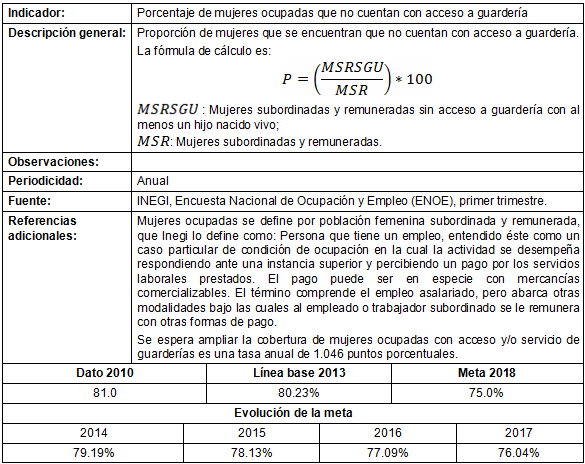 Indicador: Porcentaje de mujeres ocupadas que no cuentan con acceso a guardería
Descripción general: Proporción de mujeres que se encuentran que no cuentan con acceso a guardería.
La fórmula de cálculo es:
P = (MSRSGU / MSR) * 100
MSRSGU : Mujeres subordinadas y remuneradas sin acceso a guardería con al
menos un hijo nacido vivo;
MSR: Mujeres subordinadas y remuneradas.
Observaciones:
Periodicidad: Anual
Fuente: INEGI, Encuesta Nacional de Ocupación y Empleo (ENOE), primer trimestre.
Referencias adicionales: Mujeres ocupadas se define por población femenina subordinada y remunerada,
que Inegi lo define como: Persona que tiene un empleo, entendido éste como un
caso particular de condición de ocupación en la cual la actividad se desempeña
respondiendo ante una instancia superior y percibiendo un pago por los servicios
laborales prestados. El pago puede ser en especie con mercancías
comercializables. El término comprende el empleo asalariado, pero abarca otras
modalidades bajo las cuales al empleado o trabajador subordinado se le remunera
con otras formas de pago.
Se espera ampliar la cobertura de mujeres ocupadas con acceso y/o servicio de
guarderías es una tasa anual de 1.046 puntos porcentuales.
Dato 2010 Línea base 2013 Meta 2018
81.0 80.23% 75.0%
Evolución de la meta
2014 2015 2016 2017
79.19% 78.13% 77.09% 76.04%